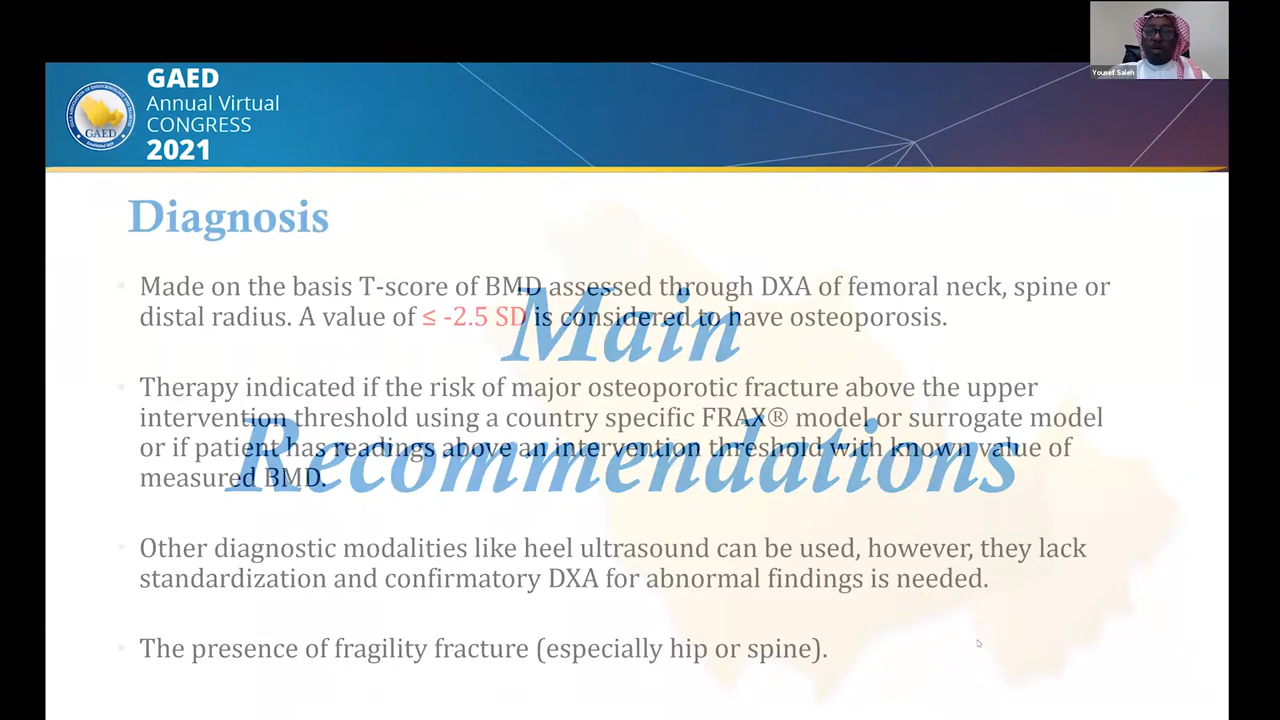 GAED
Annual Virtual
CONGRESS
2021
GAED
Yousef Saleh
Diagnosis
Made on the basis T-score of BMD assessed through DXA of femoral neck, spine or
distal radius. A value of ≤ -2.5 SD is considered to have osteoporosis.
Main
Therapy indicated if the risk of major osteoporotic fracture above the upper
intervention threshold using a country specific FRAX® model or surrogate model
or if patient has readings above an intervention threshold with known value of
measured BMD.
Recommendations
Other diagnostic modalities like heel ultrasound can be used, however, they lack
standardization and confirmatory DXA for abnormal findings is needed.
The presence of fragility fracture (especially hip or spine).